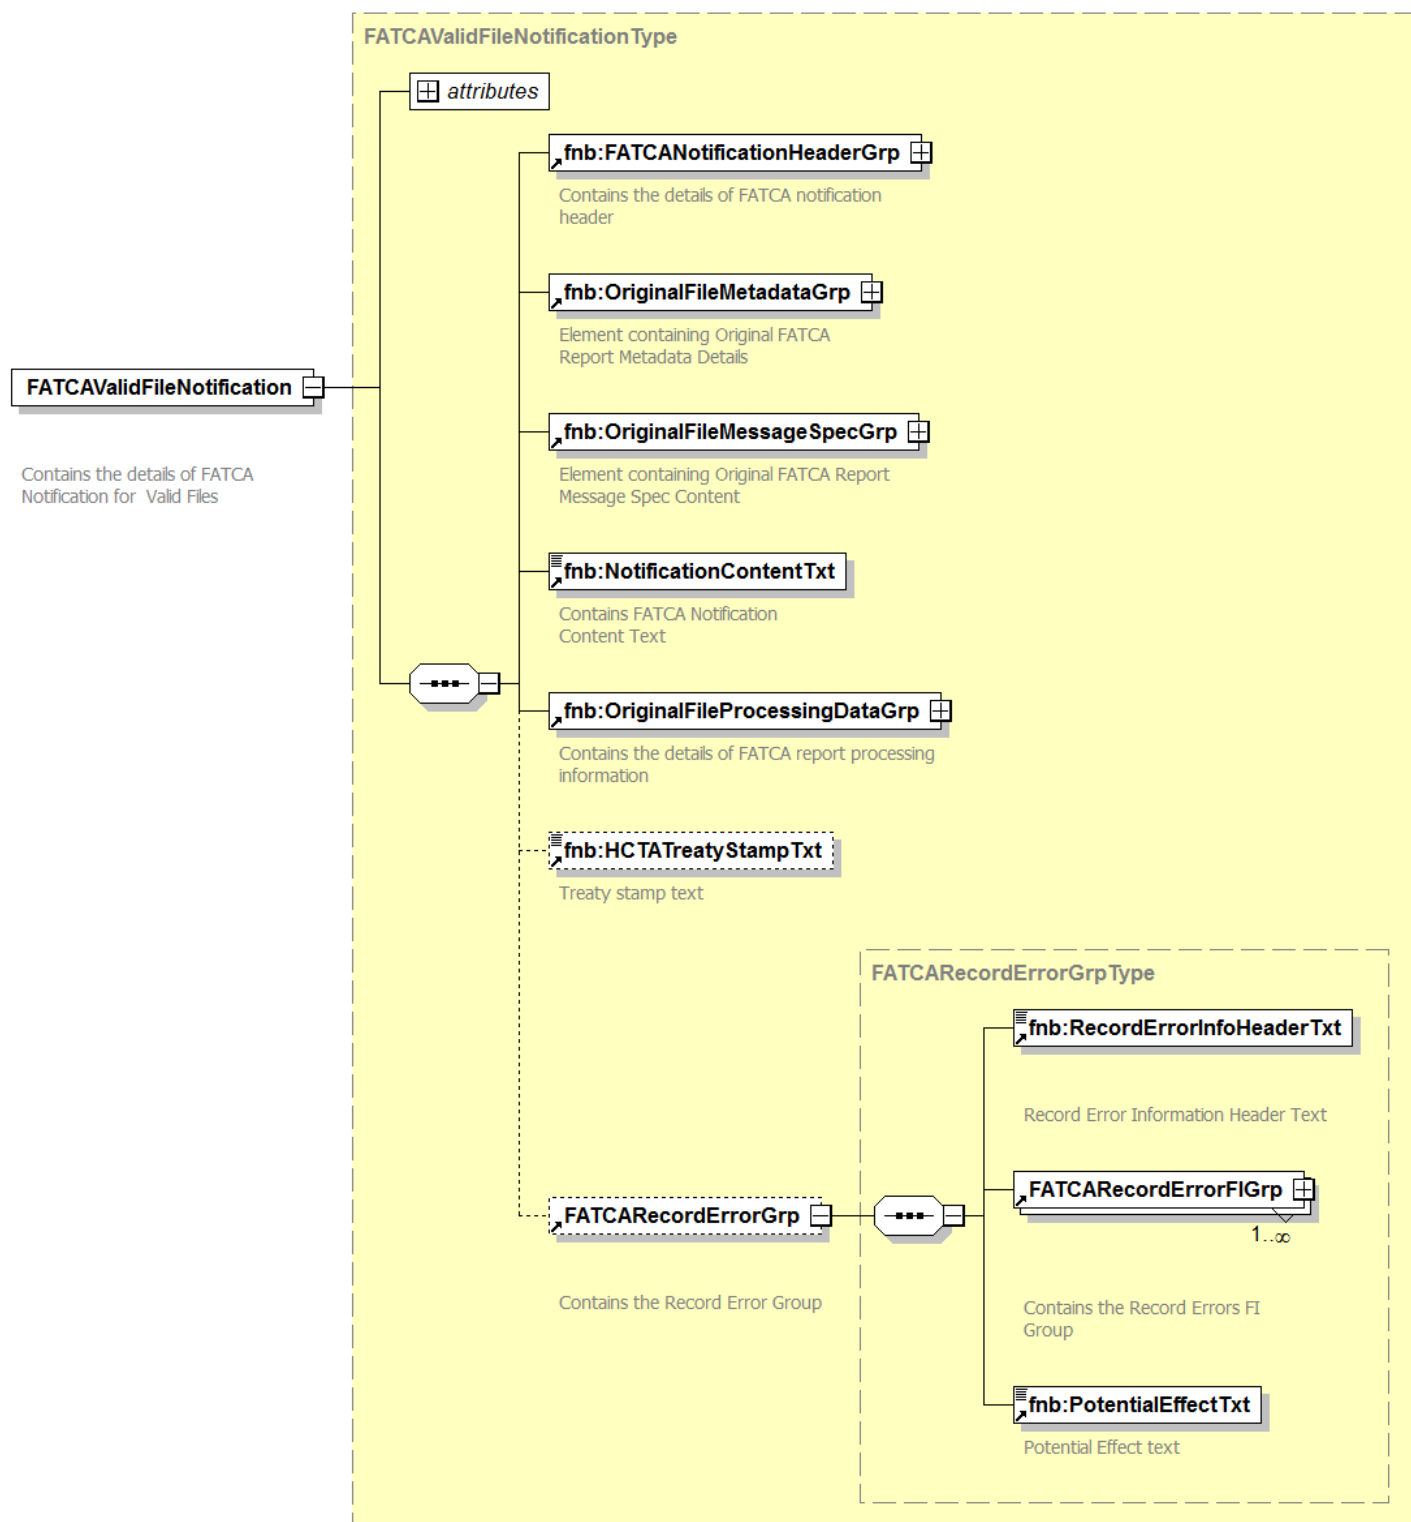 FATCAValidFileNotificationType
attributes
fnb:FATCANotificationHeaderGrp
Contains the details of FATCA notification
header
fnb:OriginalFileMetadataGrp
Element containing Original FATCA
Report Metadata Details
FATCAValidFileNotification
Contains the details of FATCA
Notification for Valid Files
fnb:OriginalFileMessageSpecGrp
Element containing Original FATCA Report
Message Spec Content
fnb:NotificationContentTxt
Contains FATCA Notification
Content Text
fnb:OriginalFileProcessingDataGrp
Contains the details of FATCA report processing
information
fnb:HCTATreatyStampTxt
Treaty stamp text
FATCARecordErrorGrpType
fnb:RecordErrorInfoHeaderTxt
Record Error Information Header Text
FATCARecordErrorFIGrp
1..∞
Contains the Record Errors FI
Group
FATCARecordErrorGrp
Contains the Record Error Group
fnb:PotentialEffectTxt
Potential Effect text